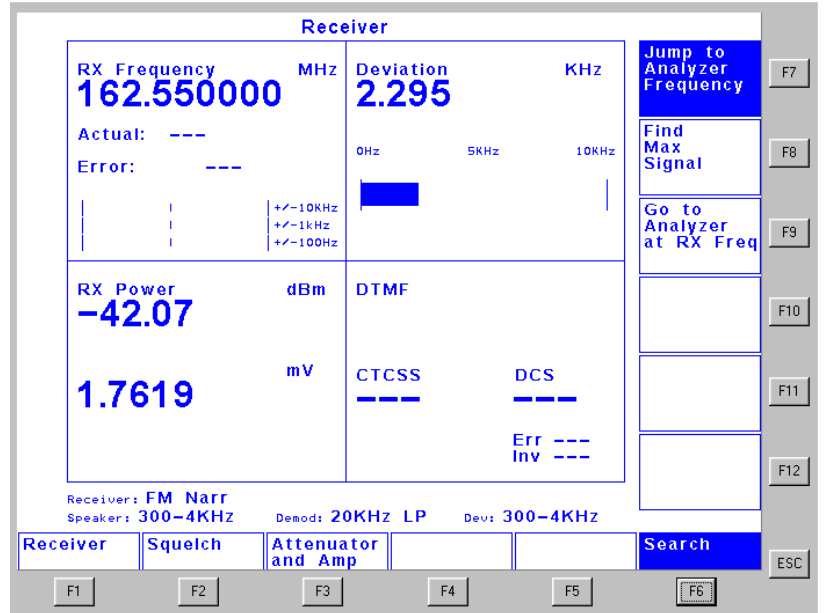 Receiver
RX Frequency MHz
162.550000
Actual: ---
Error: ---
+/-10KHz
+/-1kHz
+/-100Hz
Deviation KHz
2.295
0Hz 5KHz 10KHz
RX Power dBm
-42.07
mV
1.7619
DTMF
CTCSS DCS
--- ---
Err ---
Inv ---
Receiver: FM Narr
Speaker: 300-4KHz Demod: 20KHz LP Dev: 300-4KHz
Jump to
Analyzer
Frequency
F7
Find
Max
Signal
F8
Go to
Analyzer
at RX Freq
F9
F10
F11
F12
Receiver
Squelch
Attenuator
and Amp
Search
ESC
F1 F2 F3 F4 F5 F6